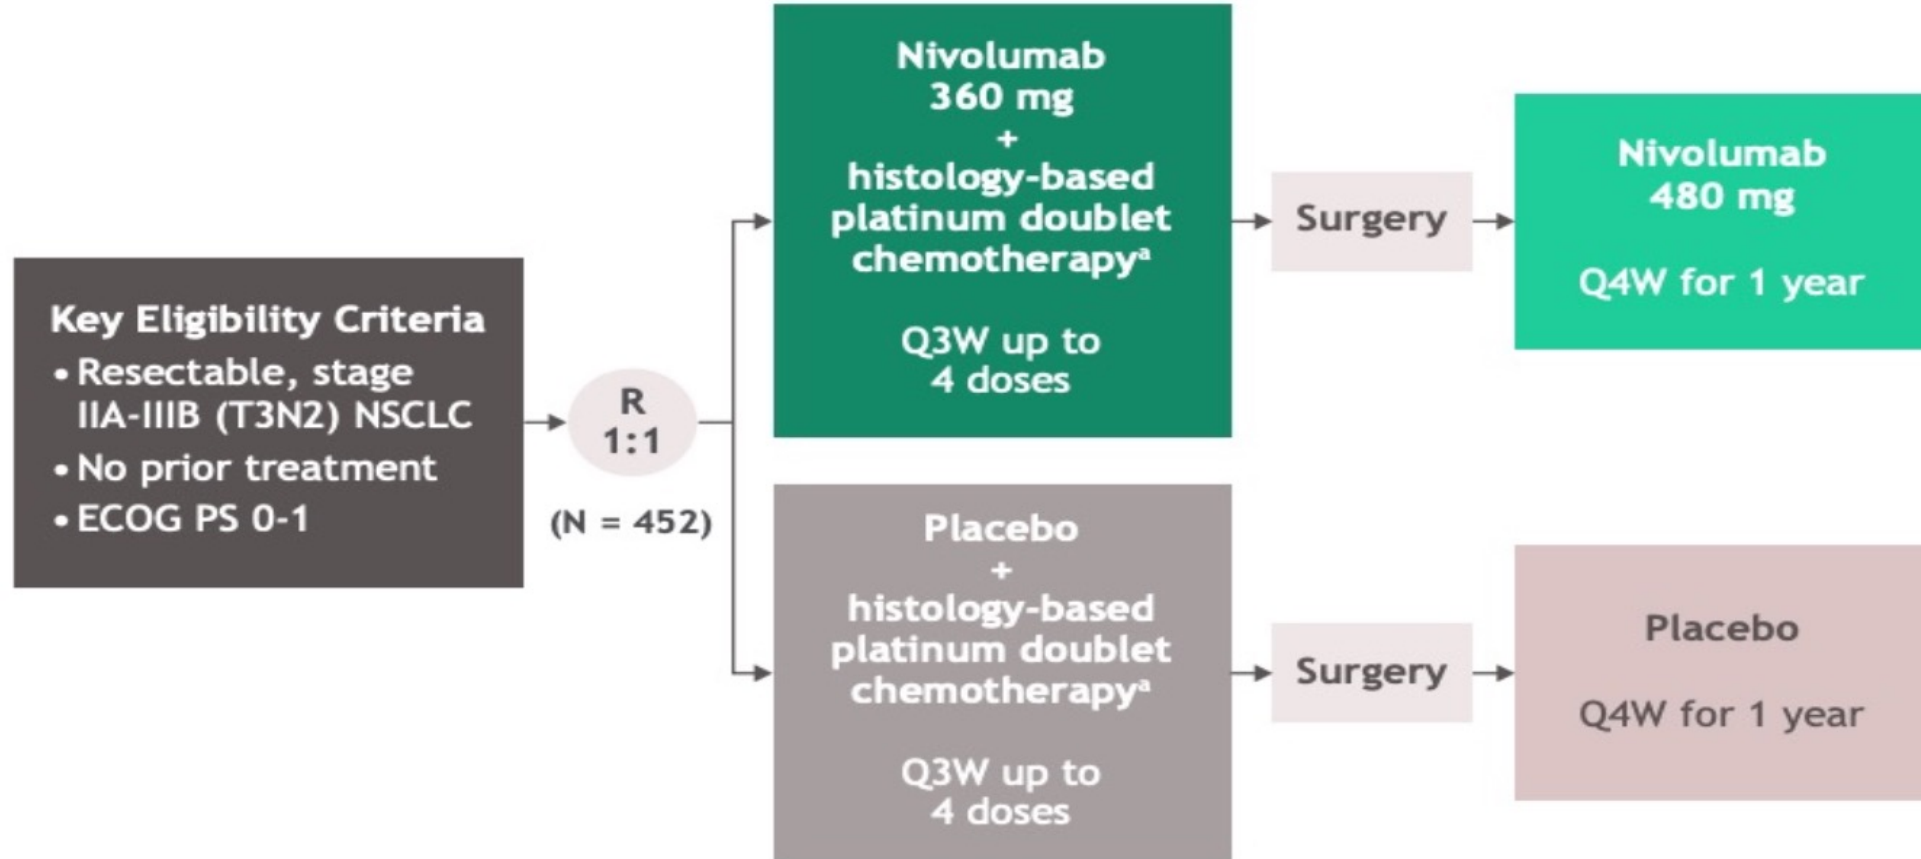 Key Eligibility Criteria
• Resectable, stage
IIA-IIIB (T3N2) NSCLC
• No prior treatment
• ECOG PS 0-1
R
1:1
(N = 452)
Nivolumab
360 mg
+
histology-based
platinum doublet
chemotherapyᵃ
Q3W up to
4 doses
Surgery
Nivolumab
480 mg
Q4W for 1 year
Placebo
+
histology-based
platinum doublet
chemotherapyᵃ
Q3W up to
4 doses
Surgery
Placebo
Q4W for 1 year